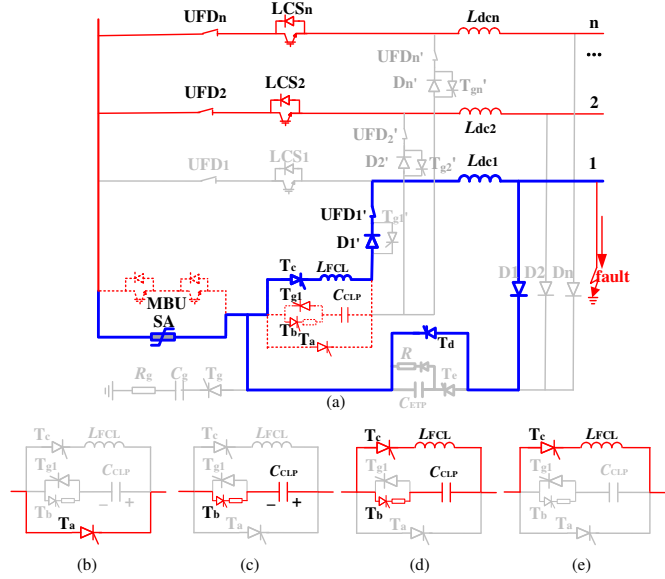 UFDn LCSn Ldcn n
UFDn' ...
Dn' Tgn'
UFD2 LCS2 2
UFD2' Ldc2
UFD1 LCS1 D2' Tg2' Ldc1 1
UFD1' Tg1'
D1'
Tc LFCL D1 D2 Dn fault
MBU Tg1 CCLP
SA Tb
Ta Td
Rg Cg Tg R Te
CETP
(a)
Tc LFCL Tc LFCL Tc LFCL Tc LFCL
Tg1 CCLP Tg1 CCLP Tg1 CCLP Tg1 CCLP
Tb − + Tb − + Tb Tb
Ta Ta Ta Ta
(b) (c) (d) (e)